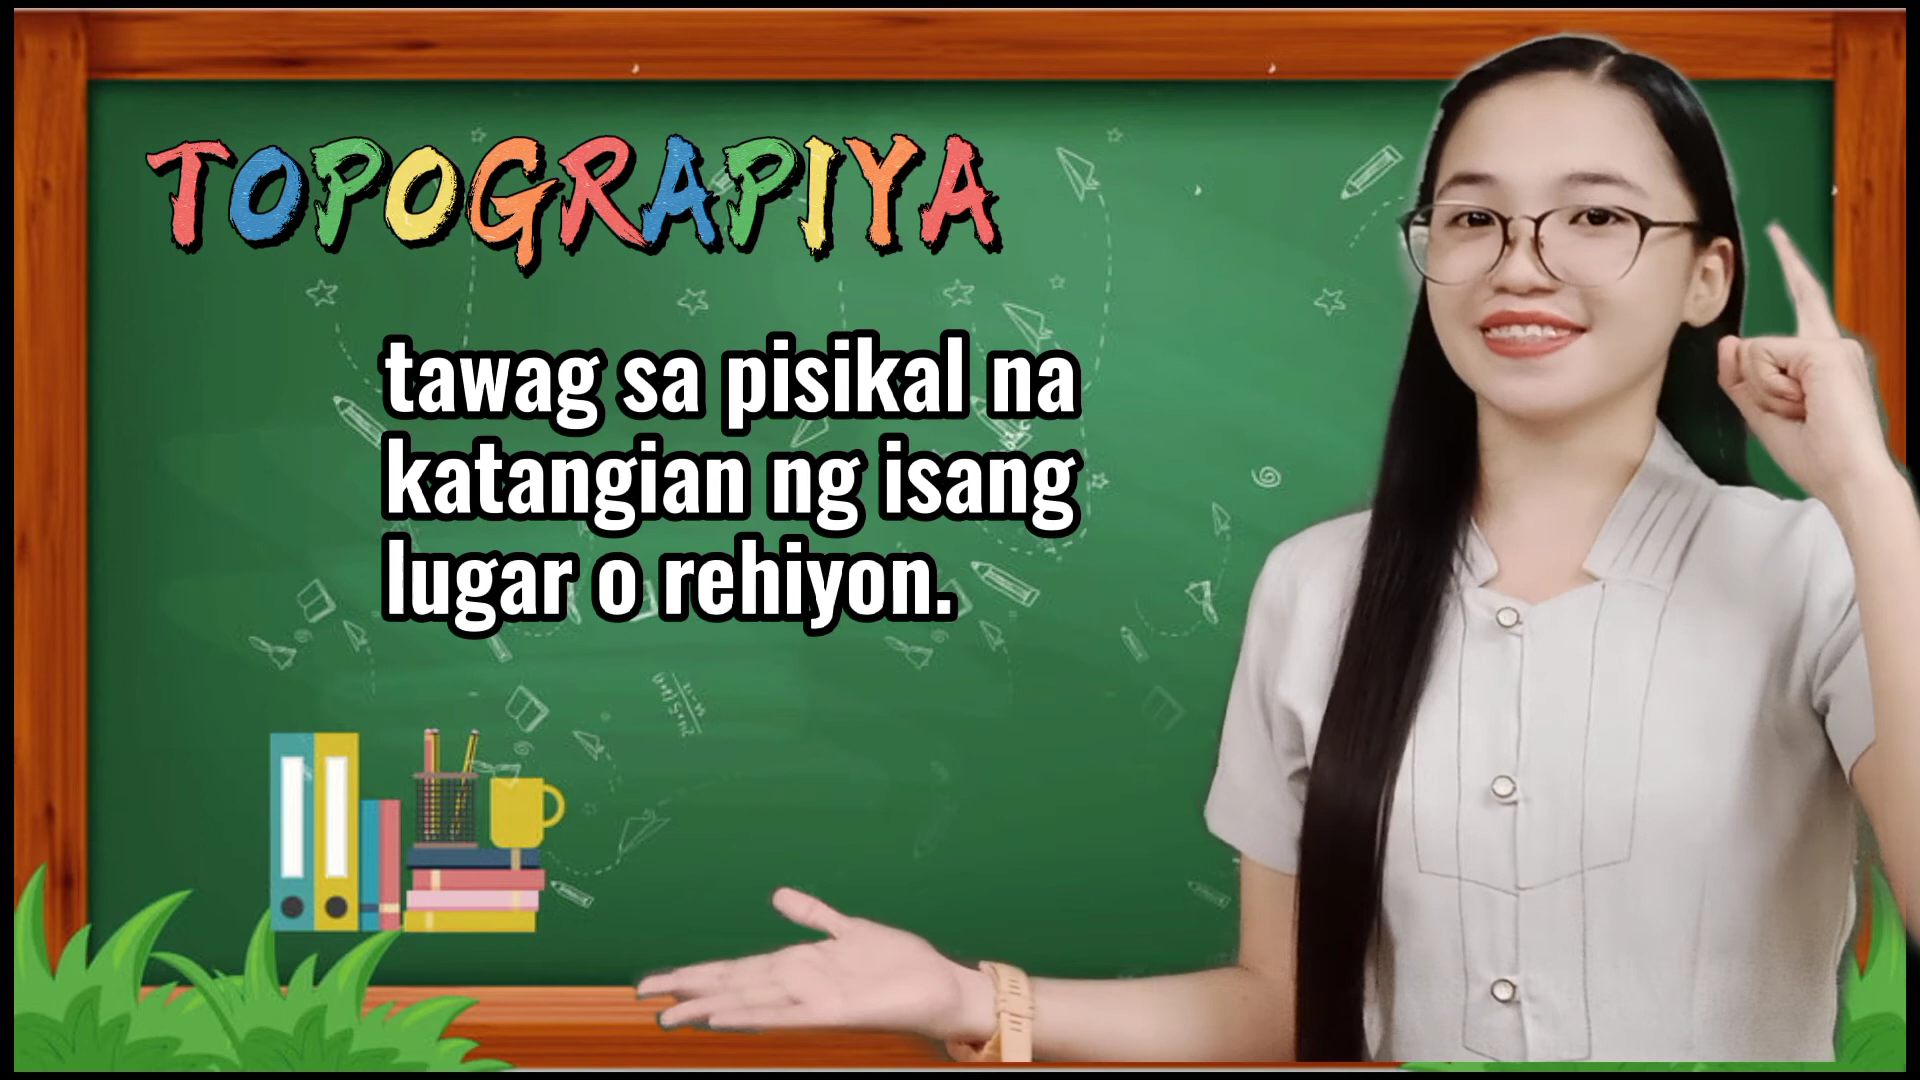 TOPOGRAPIYA
tawag sa pisikal na
katangian ng isang
lugar o rehiyon.